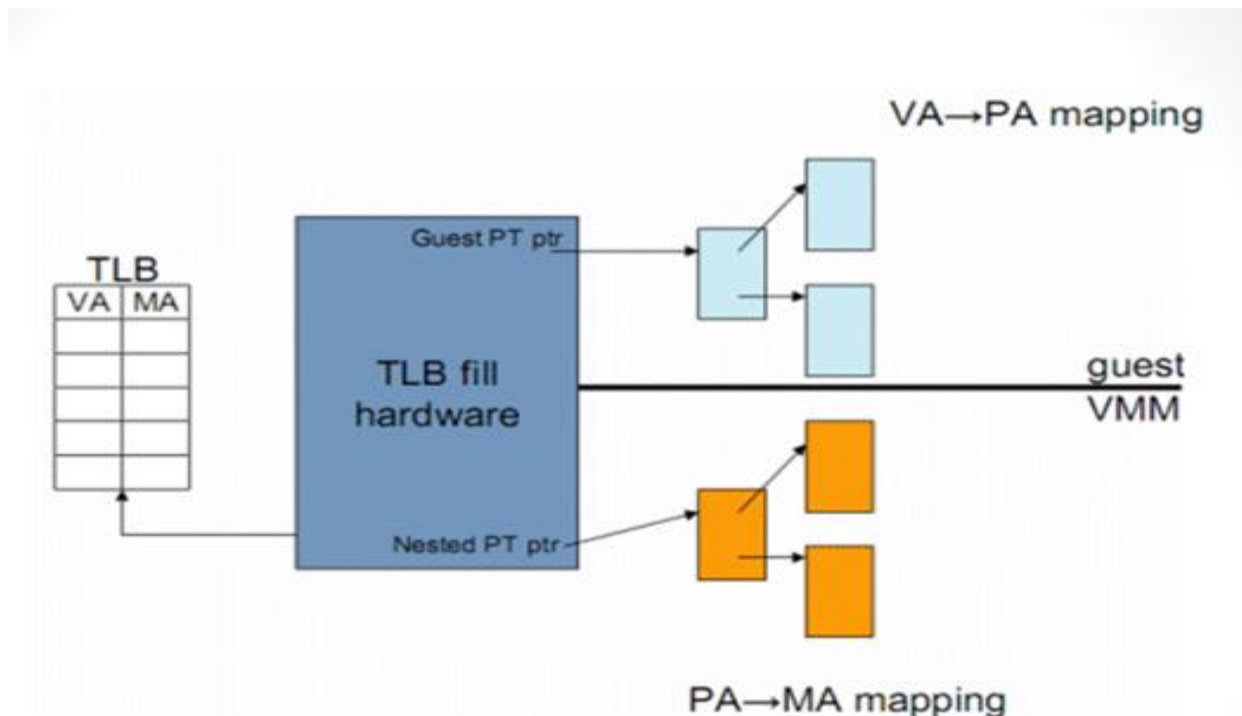 VA→PA mapping
Guest PT ptr
TLB
VA MA
TLB fill
hardware
guest
VMM
Nested PT ptr
PA→MA mapping